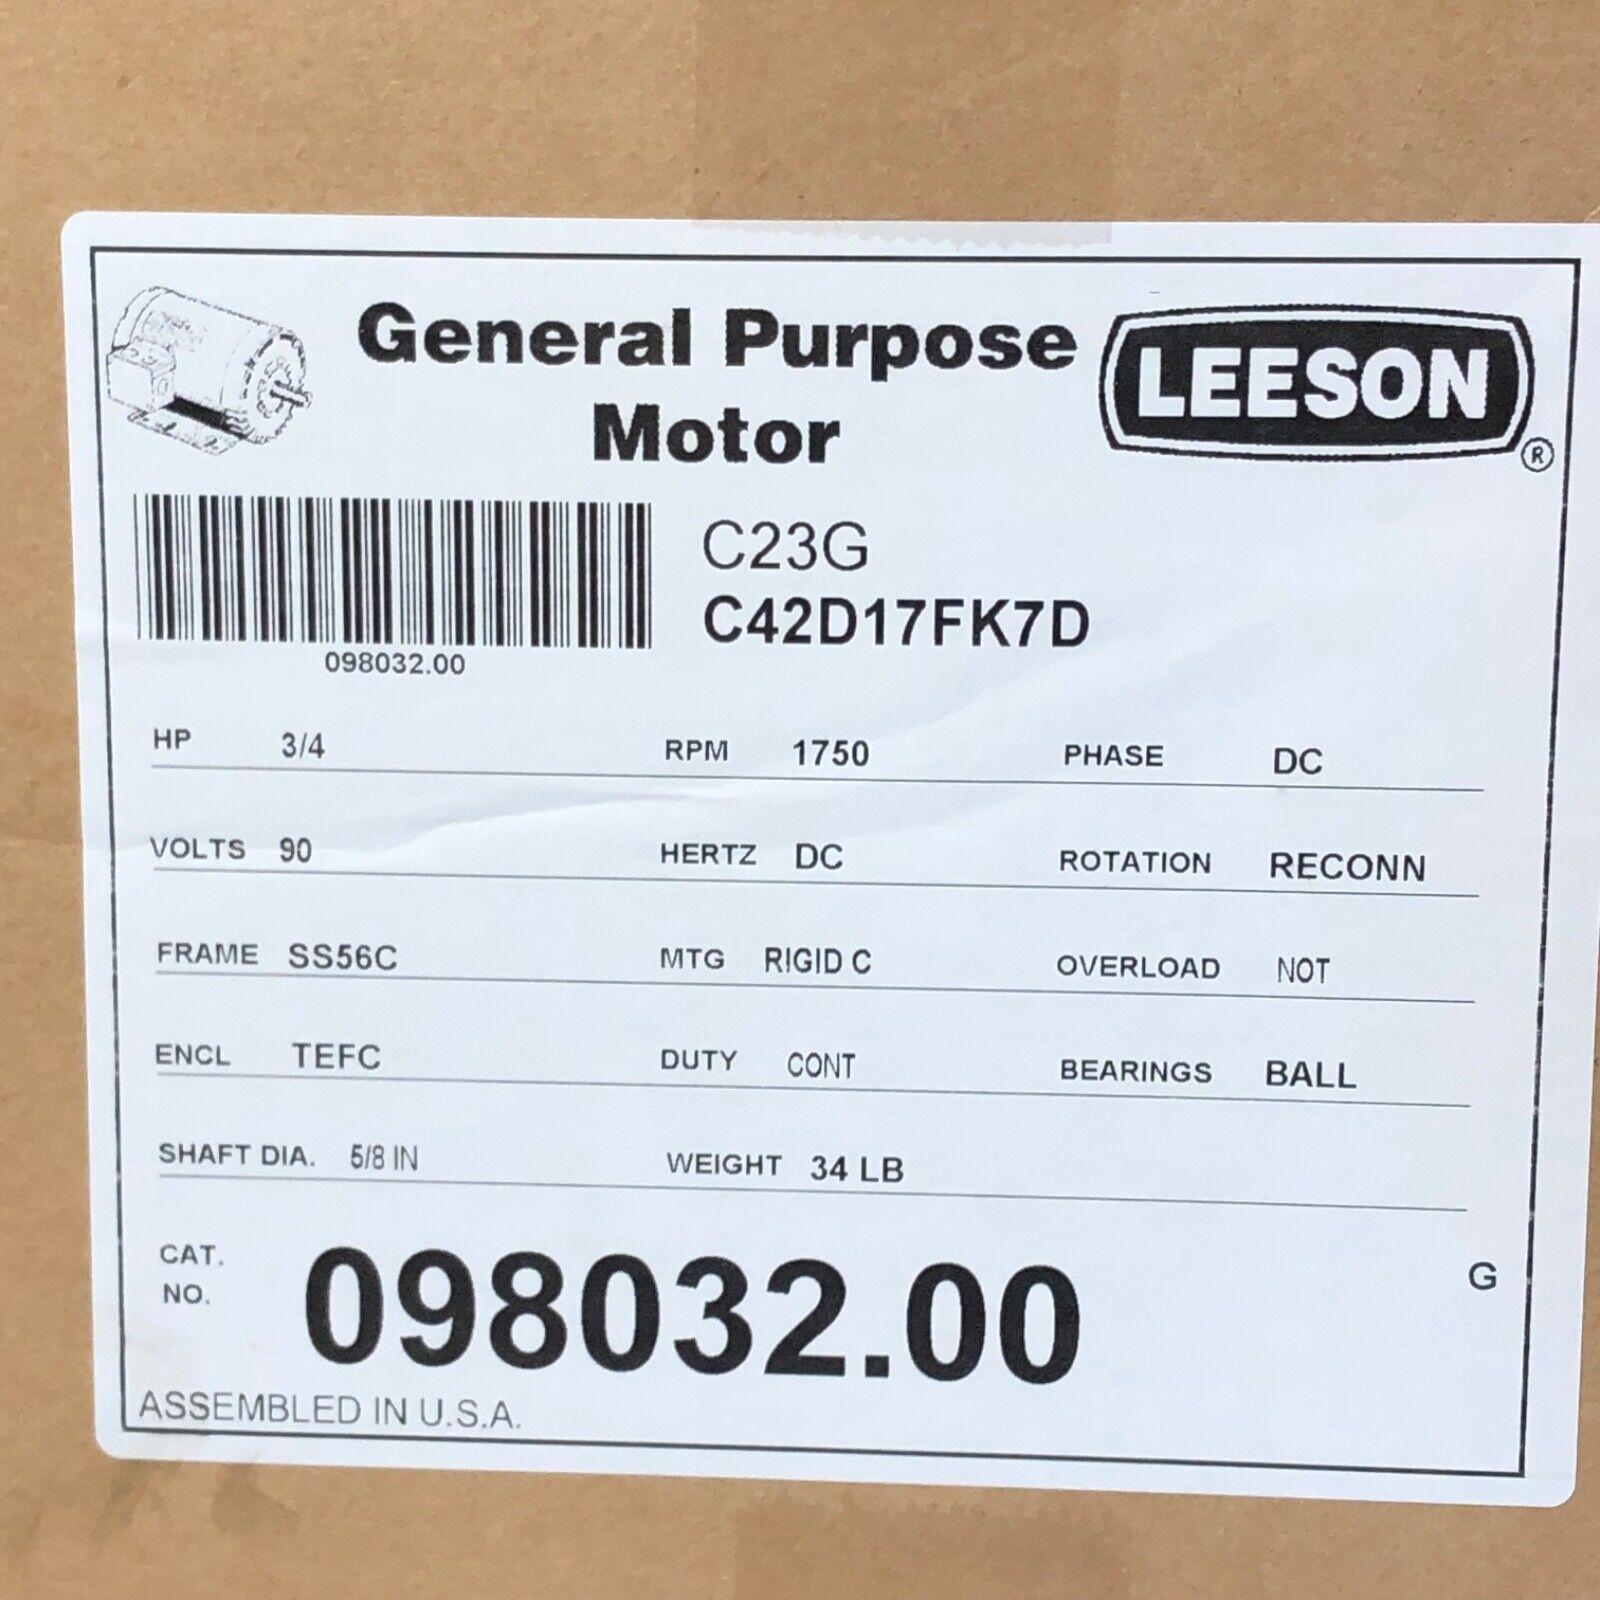 General Purpose
Motor
LEESON
®
C23G
C42D17FK7D
098032.00
HP 3/4 RPM 1750 PHASE DC
VOLTS 90 HERTZ DC ROTATION RECONN
FRAME SS56C MTG RIGID C OVERLOAD NOT
ENCL TEFC DUTY CONT BEARINGS BALL
SHAFT DIA. 5/8 IN WEIGHT 34 LB
CAT.
NO.
098032.00
G
ASSEMBLED IN U.S.A.